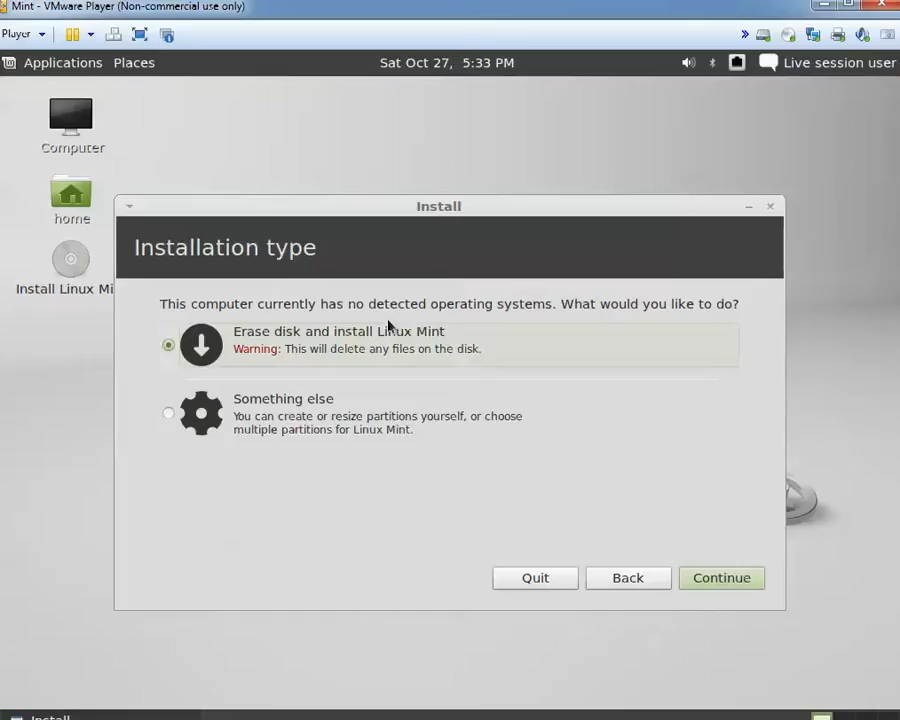 Mint - VMware Player (Non-commercial use only)
Player
Applications Places Sat Oct 27, 5:33 PM Live session user
Computer
home
Install Linux Mi
Install
Installation type
This computer currently has no detected operating systems. What would you like to do?
Erase disk and install Linux Mint
Warning: This will delete any files on the disk.
Something else
You can create or resize partitions yourself, or choose
multiple partitions for Linux Mint.
Quit Back Continue
Install